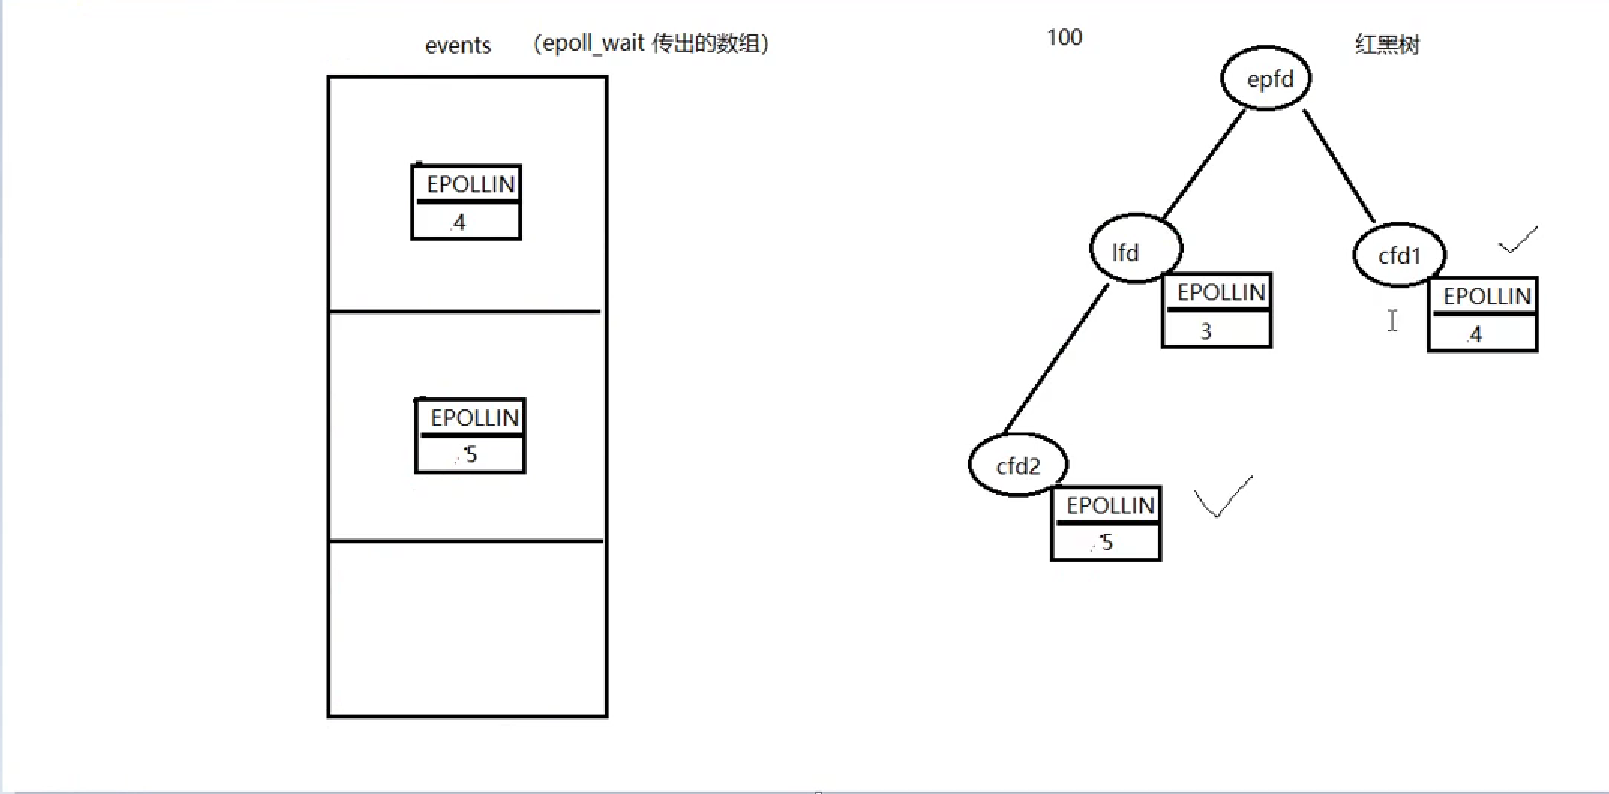 events （epoll_wait 传出的数组)
EPOLLIN
4
EPOLLIN
5
100
红黑树
epfd
lfd
EPOLLIN
3
cfd1
EPOLLIN
4
cfd2
EPOLLIN
5